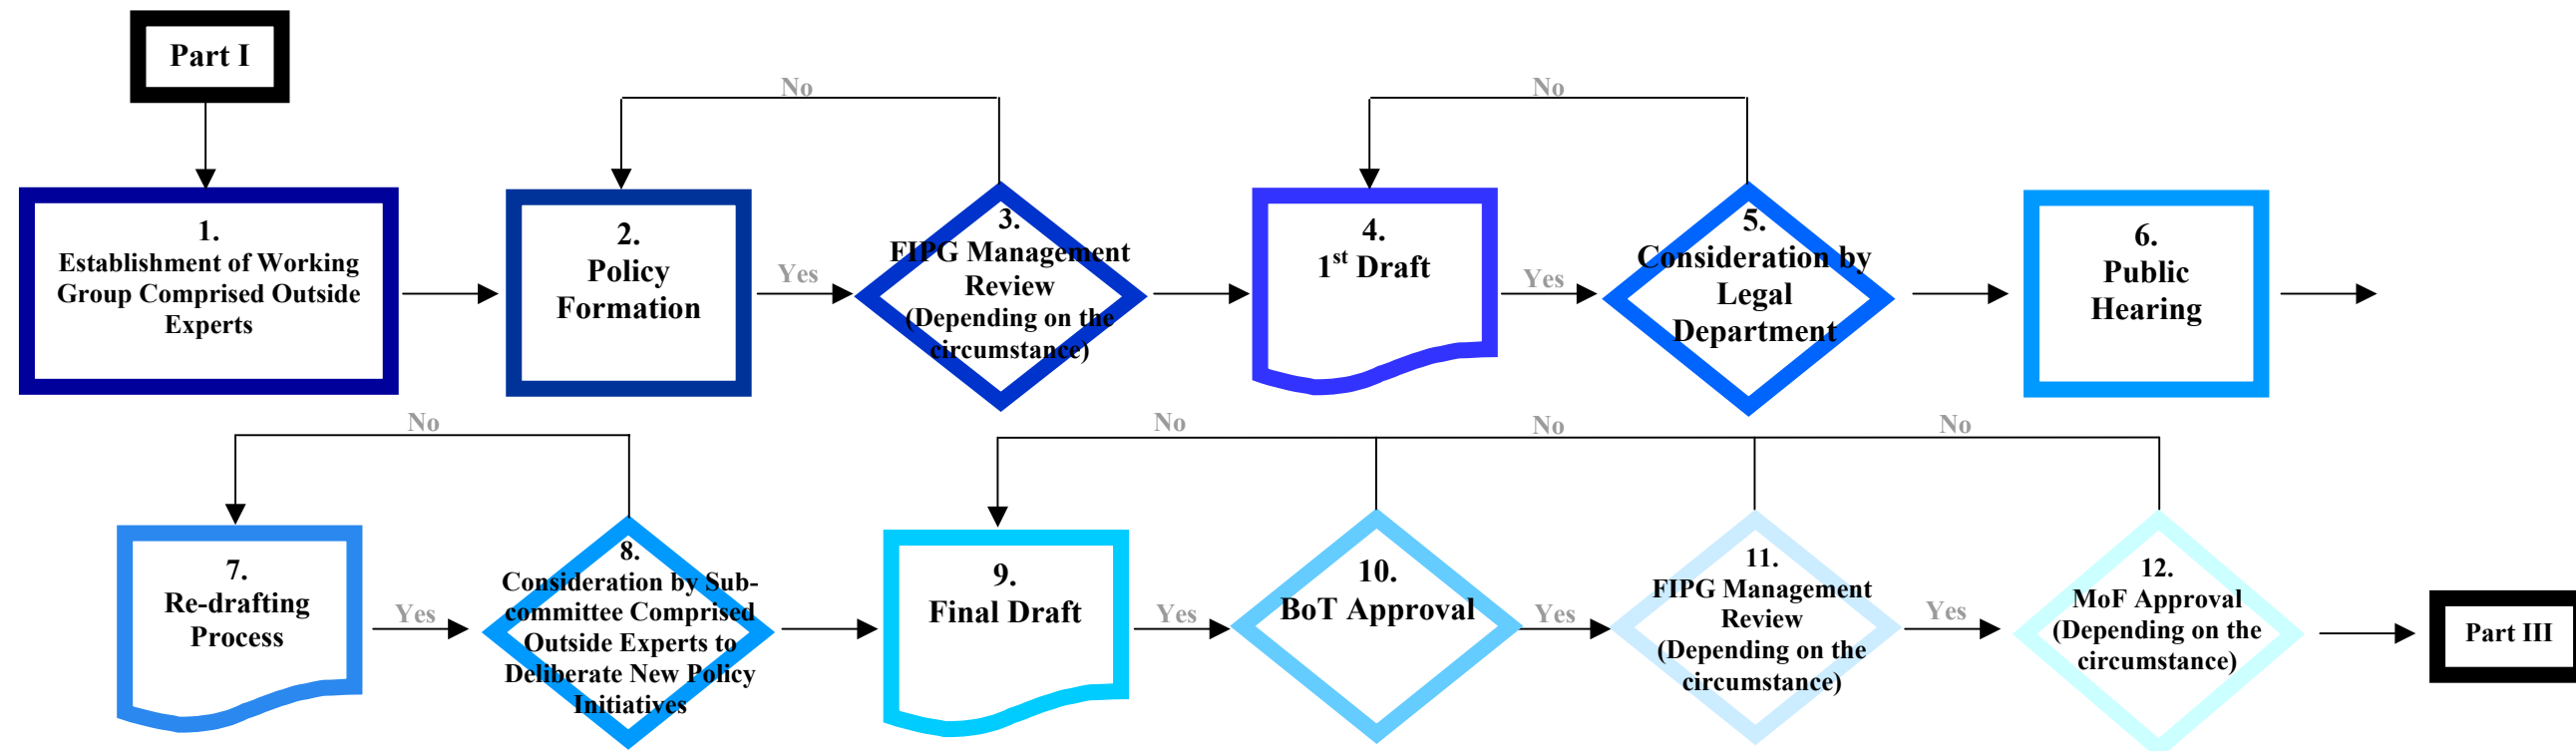 Part I
No
No
1.
Establishment of Working
Group Comprised Outside
Experts
2.
Policy
Formation
Yes
3.
FIPG Management
Review
(Depending on the
circumstance)
4.
1st Draft
Yes
5.
Consideration by
Legal
Department
6.
Public
Hearing
No
No
No
No
7.
Re-drafting
Process
Yes
8.
Consideration by Sub-
committee Comprised
Outside Experts to
Deliberate New Policy
Initiatives
9.
Final Draft
Yes
10.
BoT Approval
Yes
11.
FIPG Management
Review
(Depending on the
circumstance)
Yes
12.
MoF Approval
(Depending on the
circumstance)
Part III